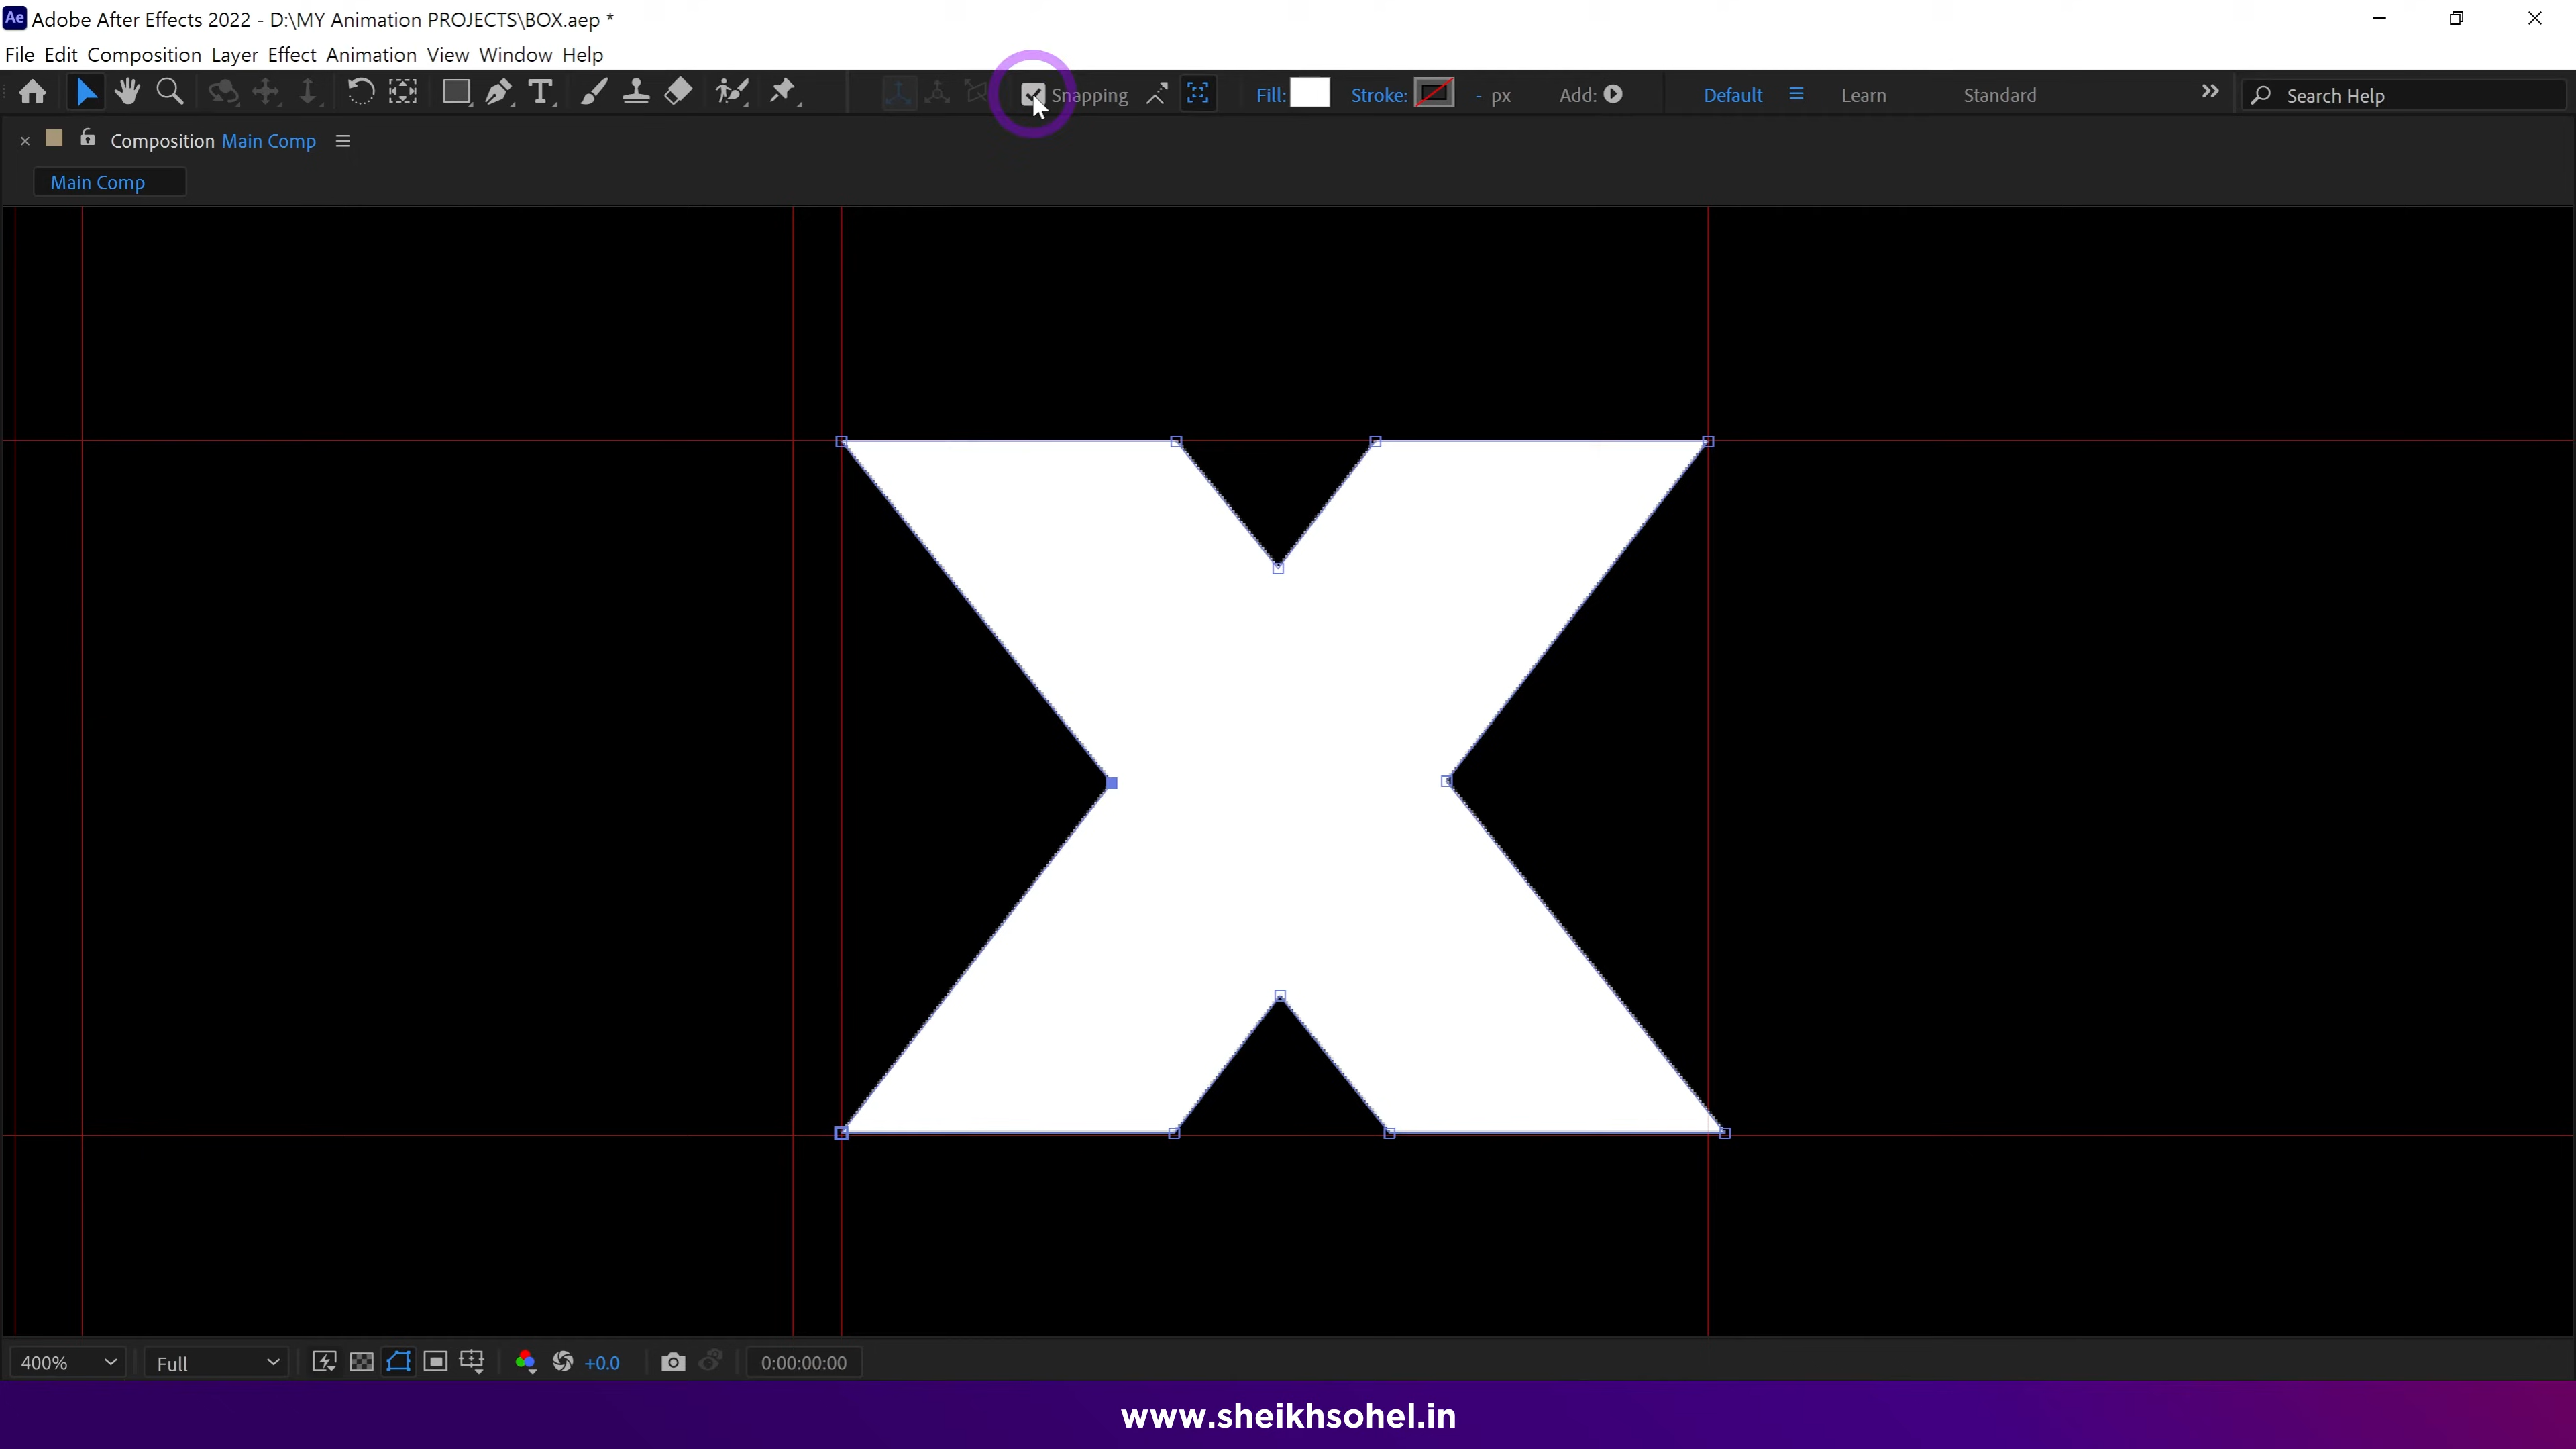 Ae Adobe After Effects 2022 - D:\MY Animation PROJECTS\BOX.aep *
File Edit Composition Layer Effect Animation View Window Help
Snapping Fill: Stroke: - px Add: Default Learn Standard Search Help
Composition Main Comp
Main Comp
X
400% Full +0.0 0:00:00:00
www.sheikhsohel.in